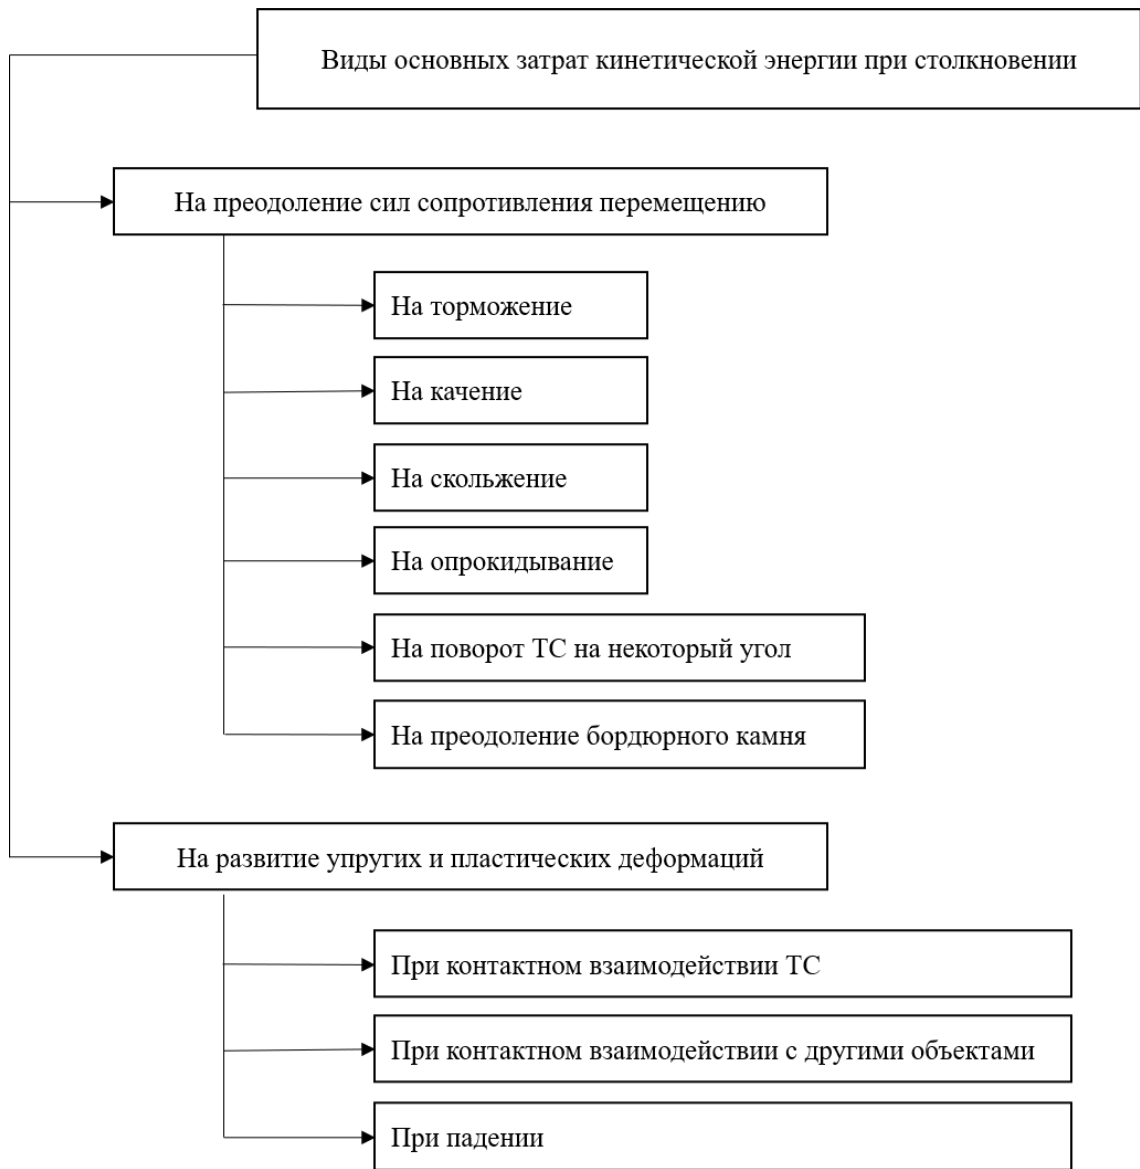 Виды основных затрат кинетической энергии при столкновении
На преодоление сил сопротивления перемещению
На торможение
На качение
На скольжение
На опрокидывание
На поворот ТС на некоторый угол
На преодоление бордюрного камня
На развитие упругих и пластических деформаций
При контактном взаимодействии ТС
При контактном взаимодействии с другими объектами
При падении